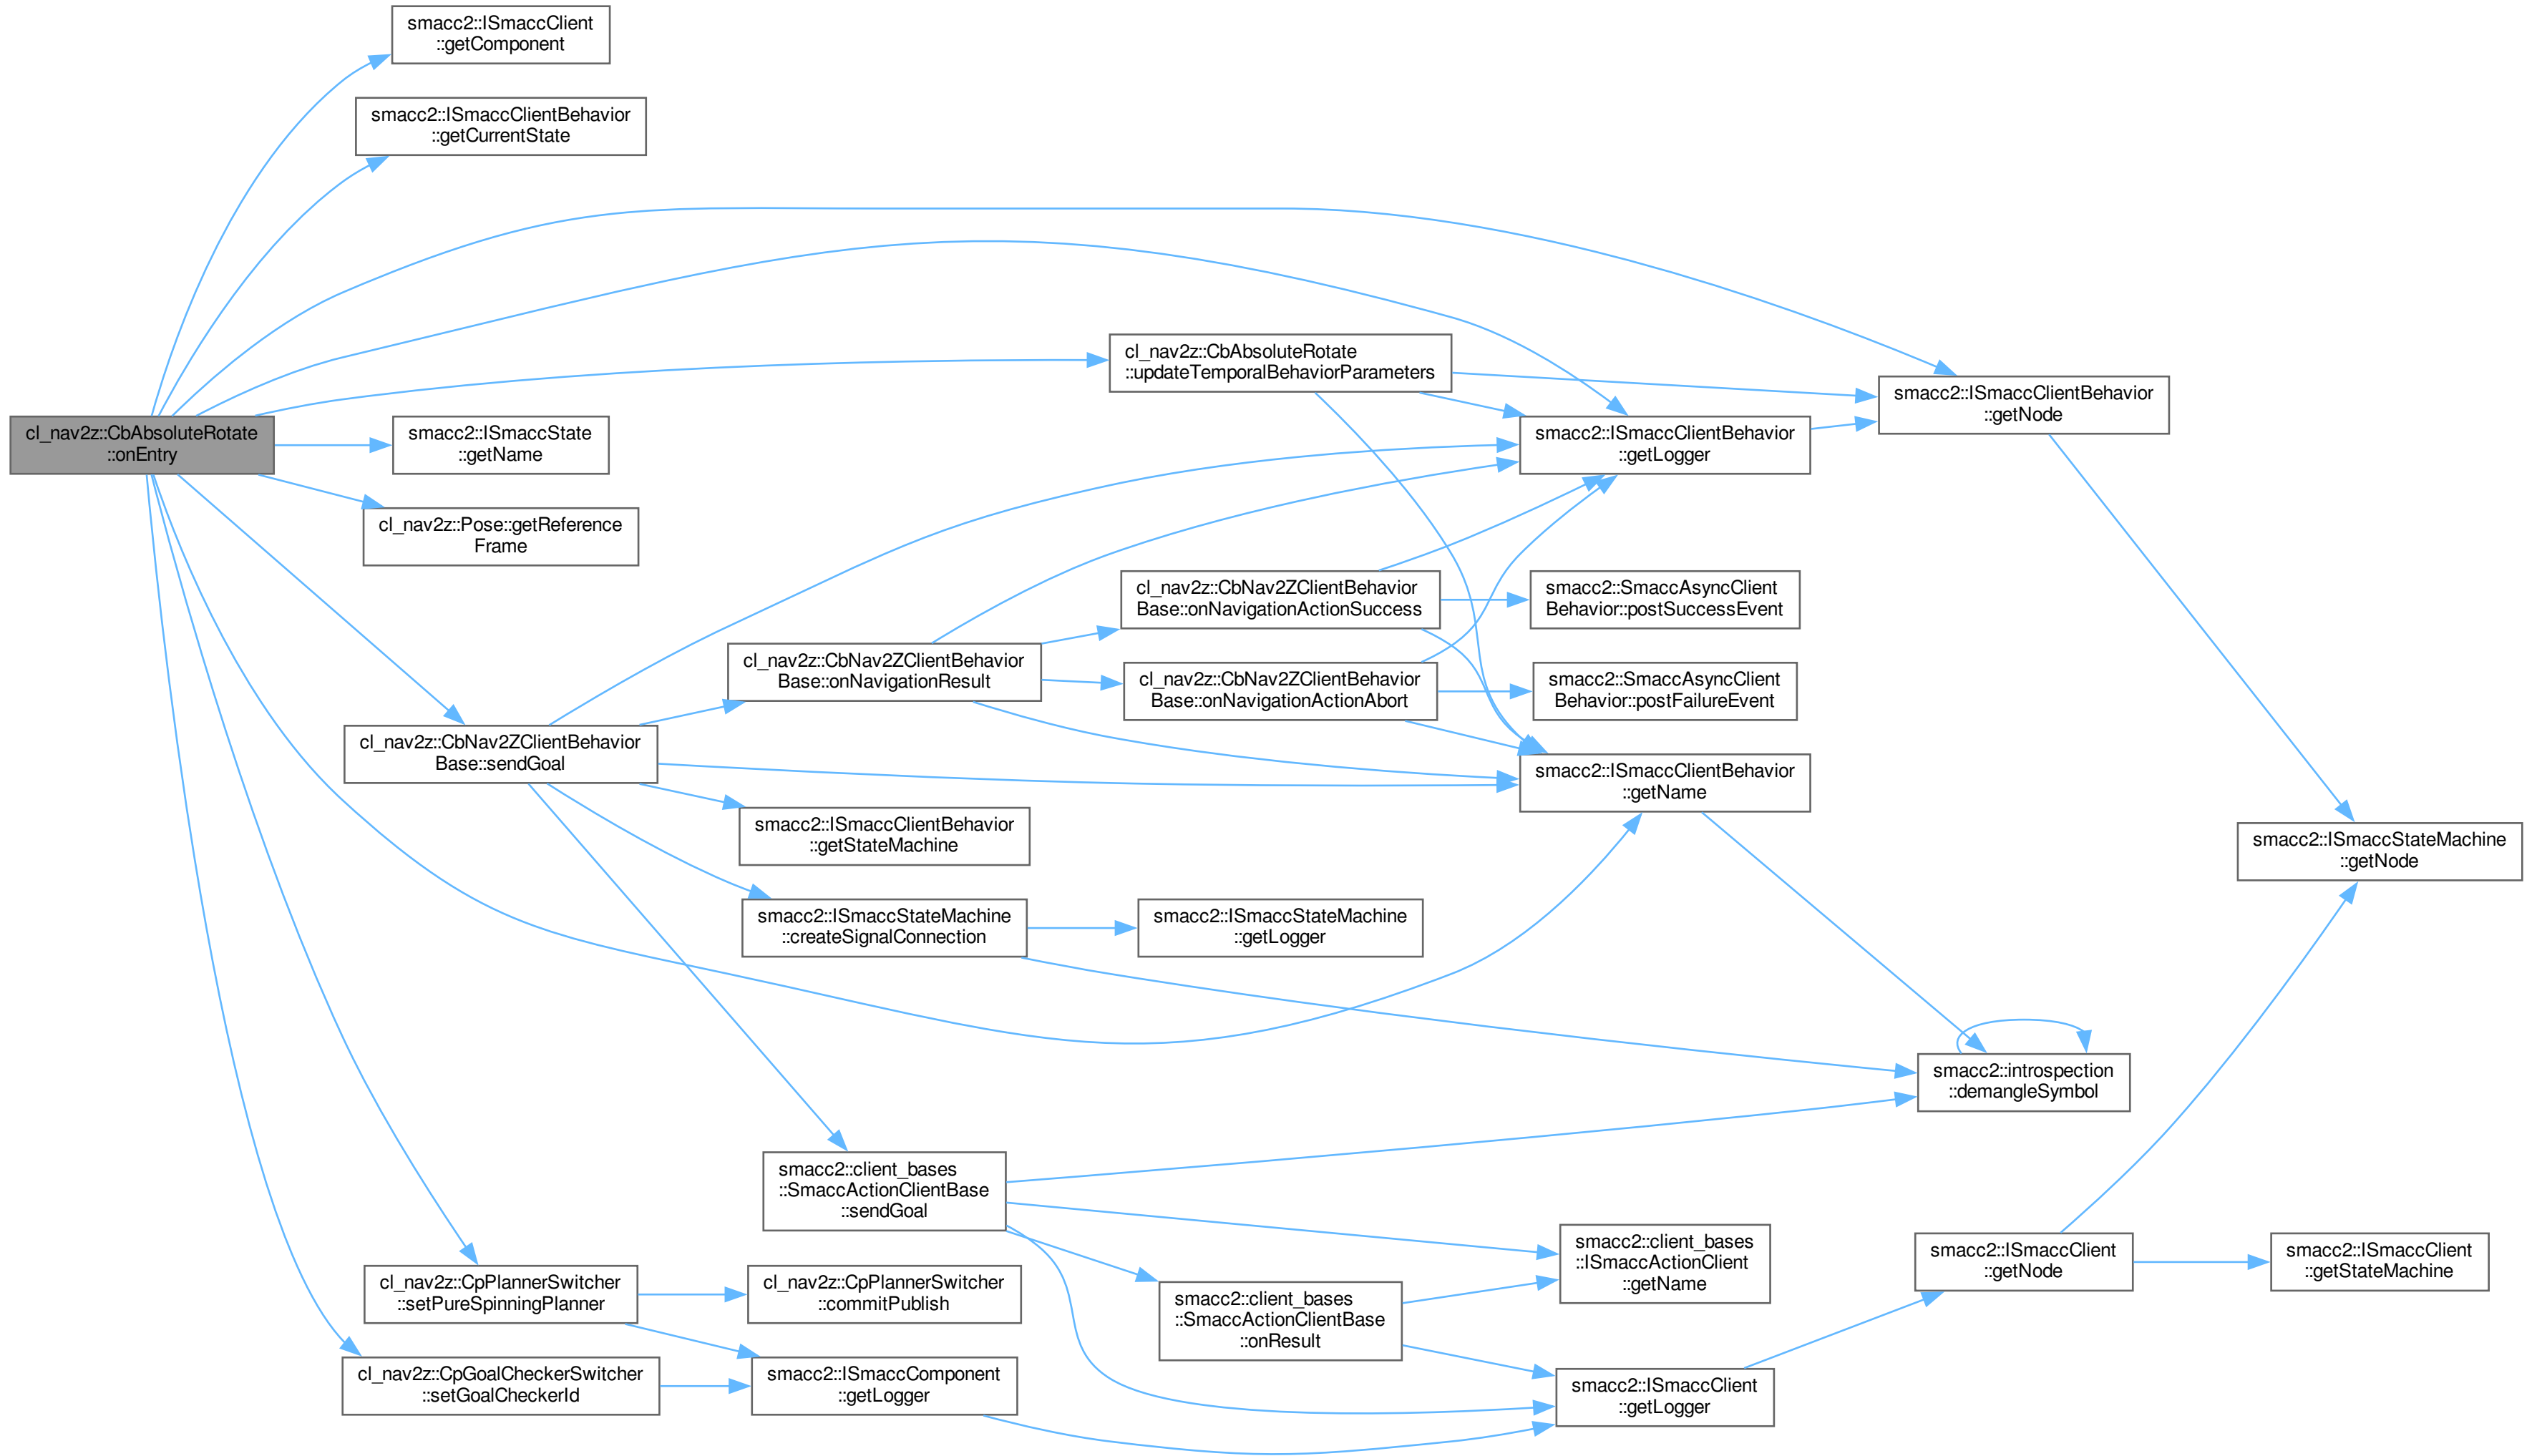 smacc2::ISmaccClient
::getComponent
smacc2::ISmaccClientBehavior
::getCurrentState
cl_nav2z::CbAbsoluteRotate
::updateTemporalBehaviorParameters
smacc2::ISmaccClientBehavior
::getNode
cl_nav2z::CbAbsoluteRotate
::onEntry
smacc2::ISmaccState
::getName
smacc2::ISmaccClientBehavior
::getLogger
cl_nav2z::Pose::getReference
Frame
cl_nav2z::CbNav2ZClientBehavior
Base::onNavigationActionSuccess
smacc2::SmaccAsyncClient
Behavior::postSuccessEvent
cl_nav2z::CbNav2ZClientBehavior
Base::onNavigationResult
cl_nav2z::CbNav2ZClientBehavior
Base::onNavigationActionAbort
smacc2::SmaccAsyncClient
Behavior::postFailureEvent
cl_nav2z::CbNav2ZClientBehavior
Base::sendGoal
smacc2::ISmaccClientBehavior
::getName
smacc2::ISmaccClientBehavior
::getStateMachine
smacc2::ISmaccStateMachine
::getNode
smacc2::ISmaccStateMachine
::createSignalConnection
smacc2::ISmaccStateMachine
::getLogger
smacc2::introspection
::demangleSymbol
smacc2::client_bases
::SmaccActionClientBase
::sendGoal
smacc2::client_bases
::ISmaccActionClient
::getName
smacc2::ISmaccClient
::getNode
smacc2::ISmaccClient
::getStateMachine
cl_nav2z::CpPlannerSwitcher
::setPureSpinningPlanner
cl_nav2z::CpPlannerSwitcher
::commitPublish
smacc2::client_bases
::SmaccActionClientBase
::onResult
cl_nav2z::CpGoalCheckerSwitcher
::setGoalCheckerId
smacc2::ISmaccComponent
::getLogger
smacc2::ISmaccClient
::getLogger